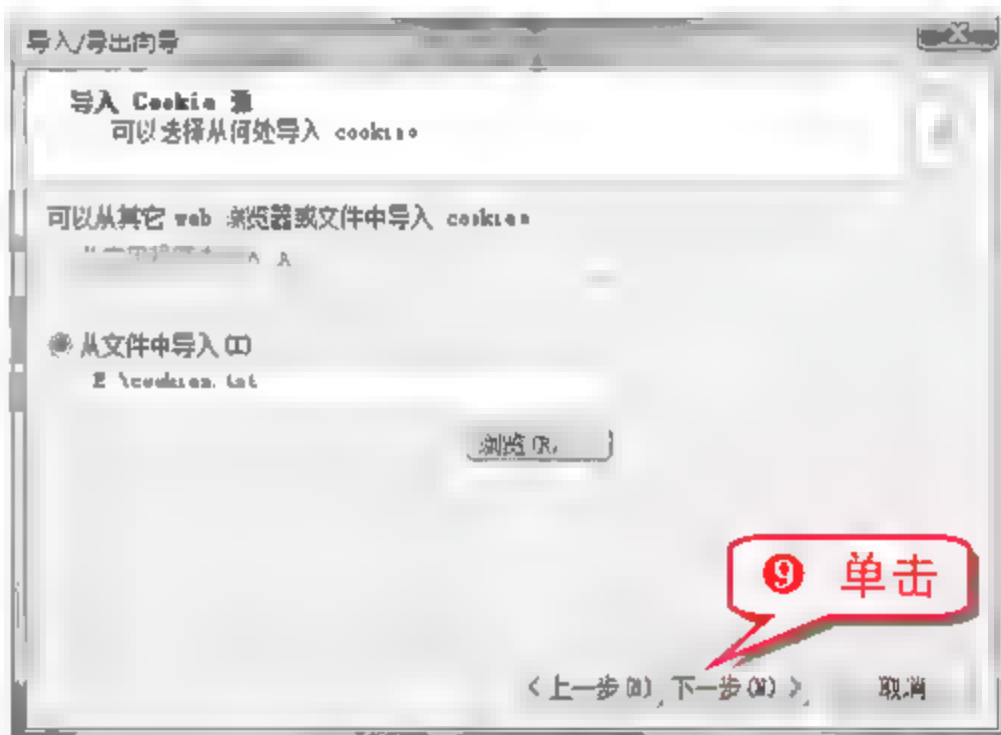 导入/导出向导
导入 Cookie 源
可以选择从何处导入 cookies
可以从其它 web 浏览器或文件中导入 cookies
从文件中导入(I)
E \cookies.txt
浏览(R)
❾ 单击
<上一步(B) 下一步(N)> 取消